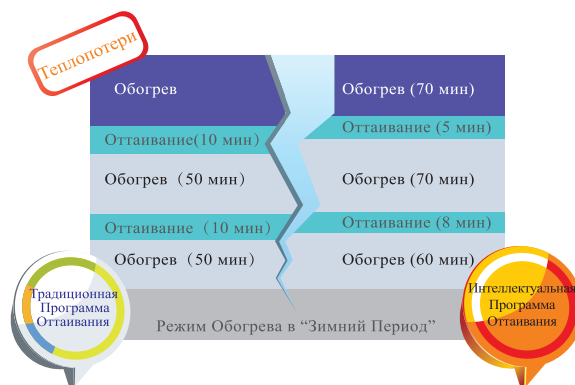 Теплопотери
Обогрев
Обогрев (70 мин)
Оттаивание(10 мин)
Оттаивание (5 мин)
Обогрев (50 мин)
Обогрев (70 мин)
Оттаивание (10 мин)
Оттаивание (8 мин)
Обогрев (50 мин)
Обогрев (60 мин)
Традиционная
Программа
Оттаивания
Интеллектуальная
Программа
Оттаивания
Режим Обогрева в “Зимний Период”